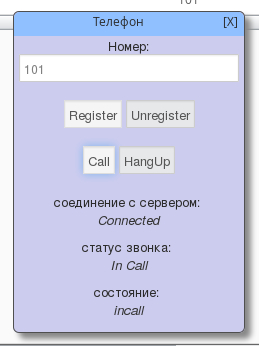 101
Телефон [X]
Номер:
101
Register Unregister
Call HangUp
соединение с сервером:
Connected
статус звонка:
In Call
состояние:
incall